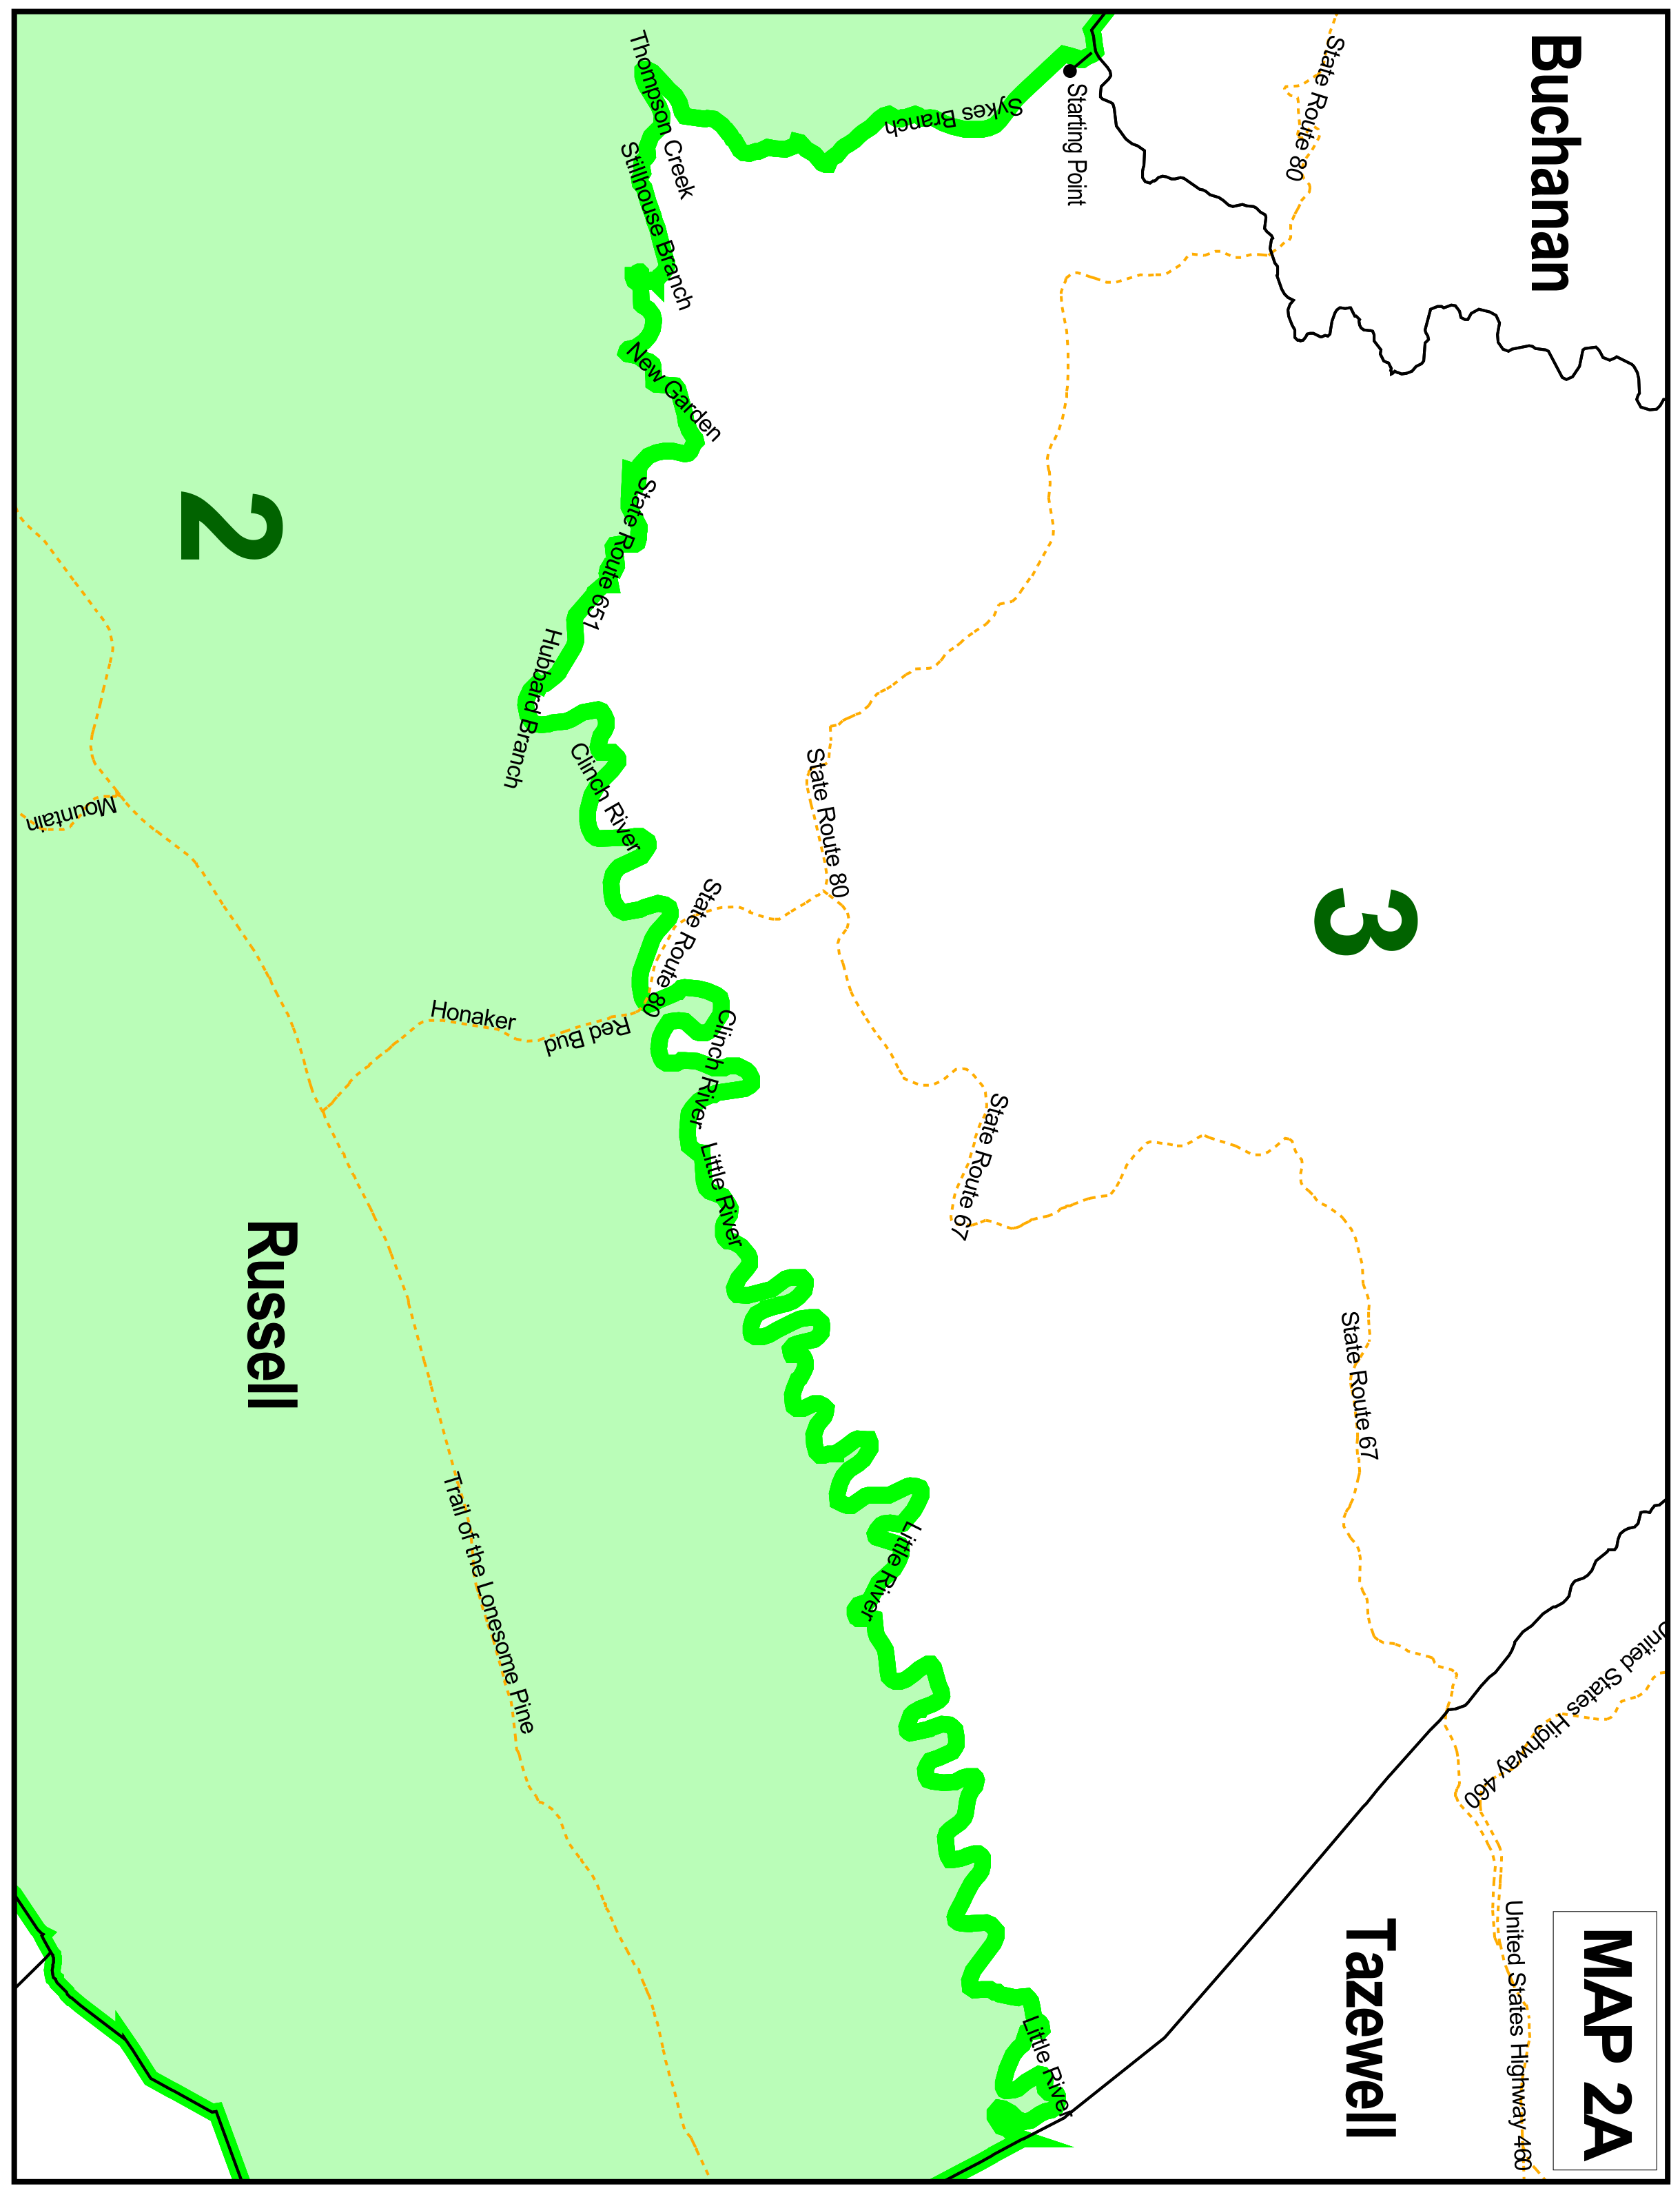 MAP 2A
Buchanan
Tazewell
United States Highway 460
United States Highway 460
State Route 80
State Route 67
3
Starting Point
State Route 67
State Route 80
Sykes Branch
Little River
Little River
Thompson Creek
Stillhouse Branch
New Garden
State Route 651
Hubbard Branch
Clinch River
State Route 80
Clinch River
Little River
Red Bud
Honaker
Trail of the Lonesome Pine
2
Russell
Mountain